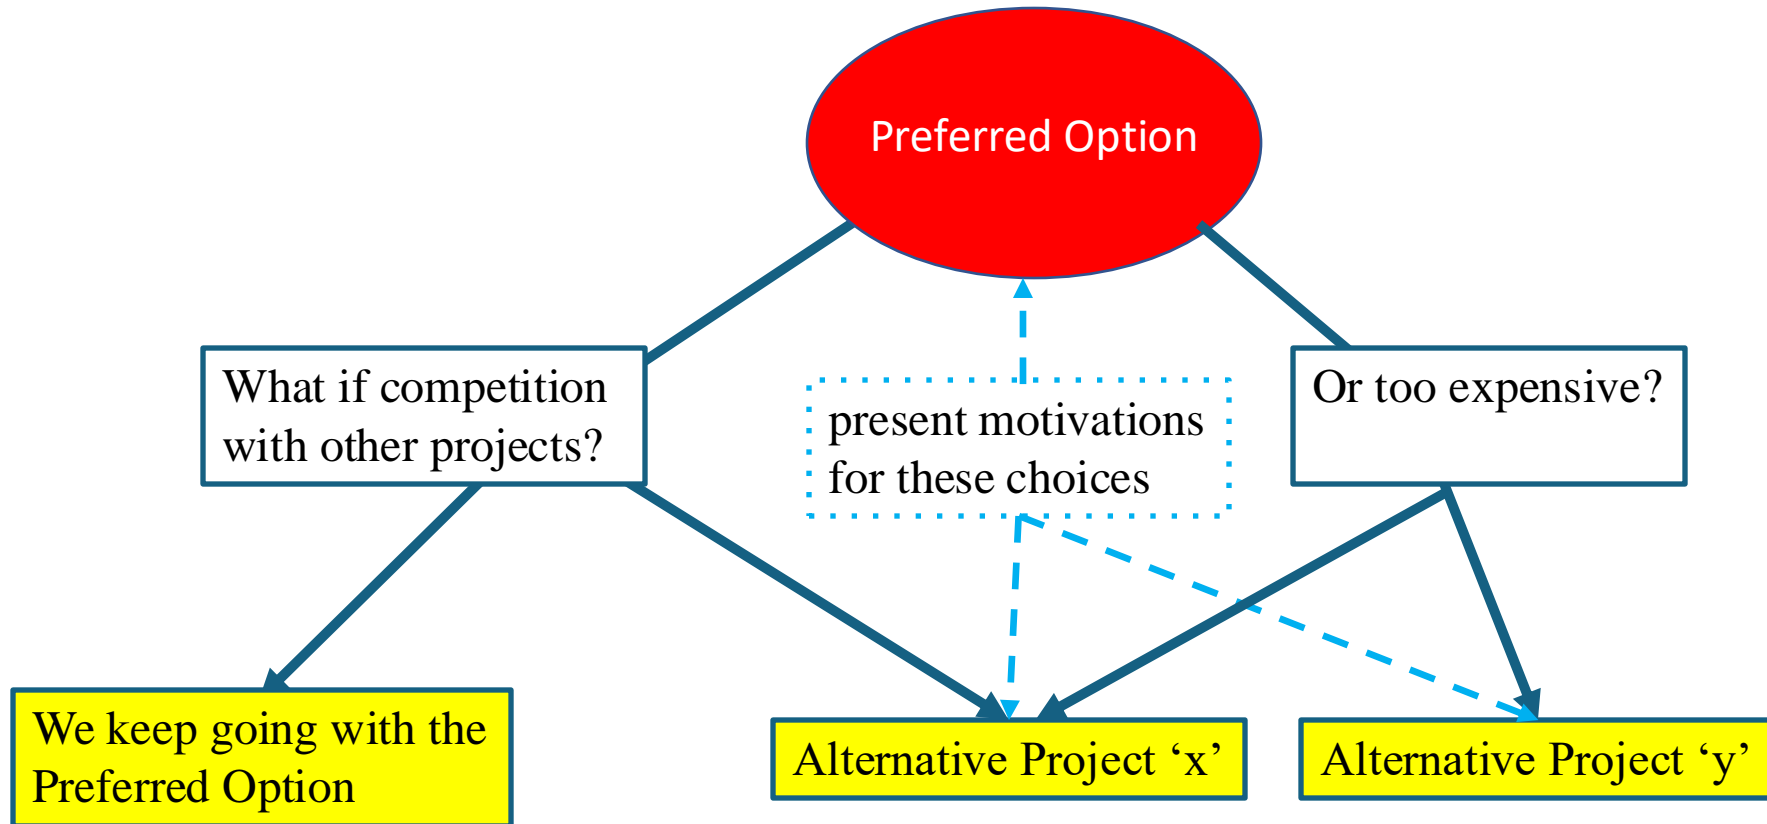 Preferred Option
What if competition
with other projects?
present motivations
for these choices
Or too expensive?
We keep going with the
Preferred Option
Alternative Project ‘x’
Alternative Project ‘y’